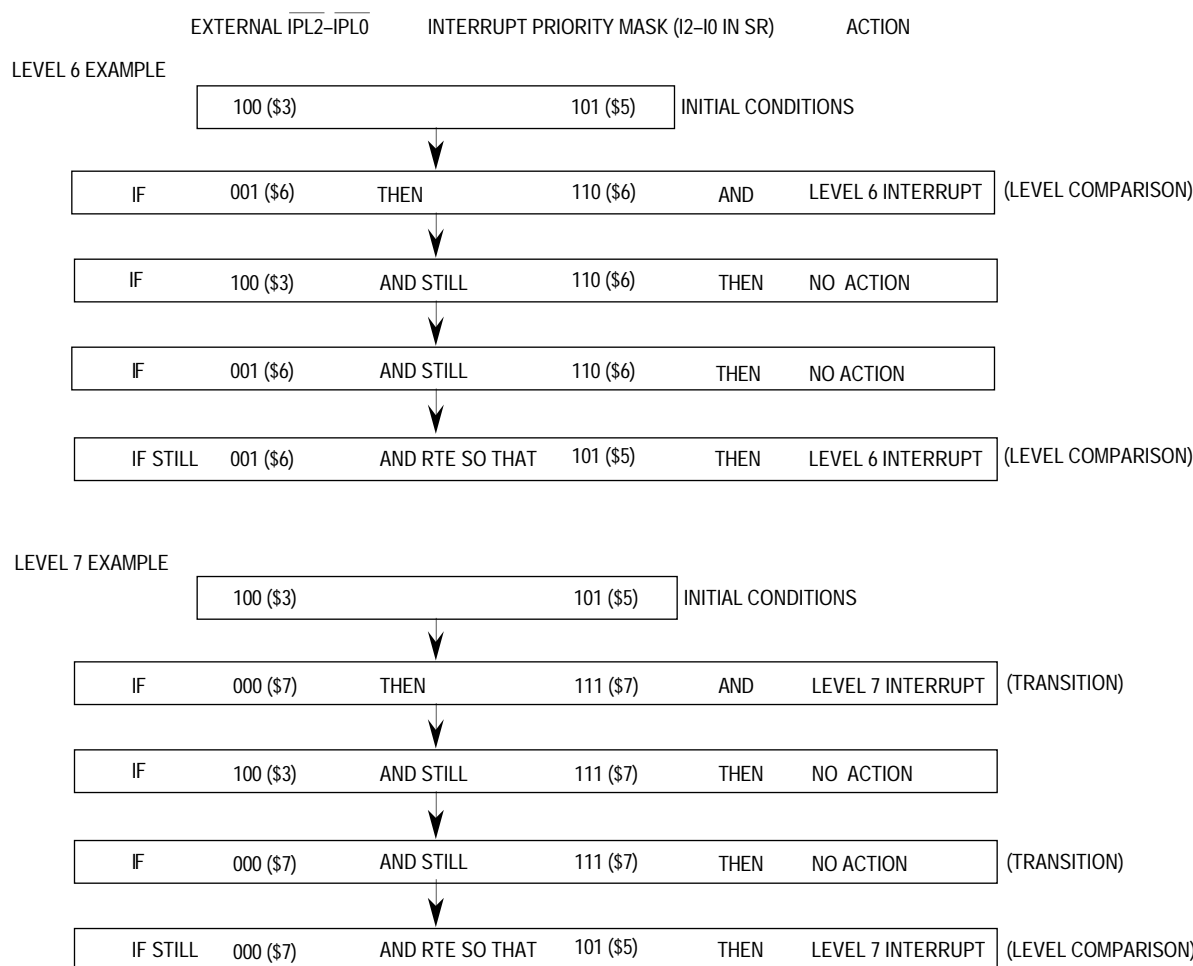 EXTERNAL IPL2–IPL0 INTERRUPT PRIORITY MASK (I2–I0 IN SR) ACTION
LEVEL 6 EXAMPLE
100 ($3) 101 ($5) INITIAL CONDITIONS
IF 001 ($6) THEN 110 ($6) AND LEVEL 6 INTERRUPT (LEVEL COMPARISON)
IF 100 ($3) AND STILL 110 ($6) THEN NO ACTION
IF 001 ($6) AND STILL 110 ($6) THEN NO ACTION
IF STILL 001 ($6) AND RTE SO THAT 101 ($5) THEN LEVEL 6 INTERRUPT (LEVEL COMPARISON)
LEVEL 7 EXAMPLE
100 ($3) 101 ($5) INITIAL CONDITIONS
IF 000 ($7) THEN 111 ($7) AND LEVEL 7 INTERRUPT (TRANSITION)
IF 100 ($3) AND STILL 111 ($7) THEN NO ACTION
IF 000 ($7) AND STILL 111 ($7) THEN NO ACTION (TRANSITION)
IF STILL 000 ($7) AND RTE SO THAT 101 ($5) THEN LEVEL 7 INTERRUPT (LEVEL COMPARISON)